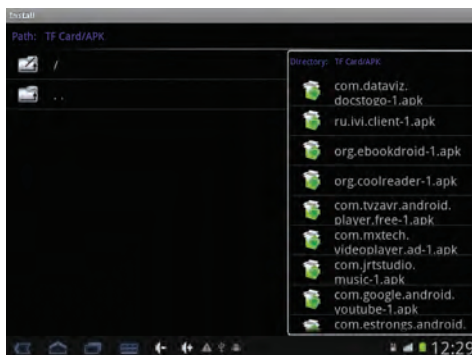 Install
Path: TF Card/APK
/
. .
Directory: TF Card/APK
com.dataviz.
docstogo-1.apk
ru.ivi.client-1.apk
org.ebookdroid-1.apk
org.coolreader-1.apk
com.tvzavr.android.
player.free-1.apk
com.mxtech.
videoplayer.ad-1.apk
com.jrtstudio.
music-1.apk
com.google.android.
youtube-1.apk
com.estrongs.android.
12:29